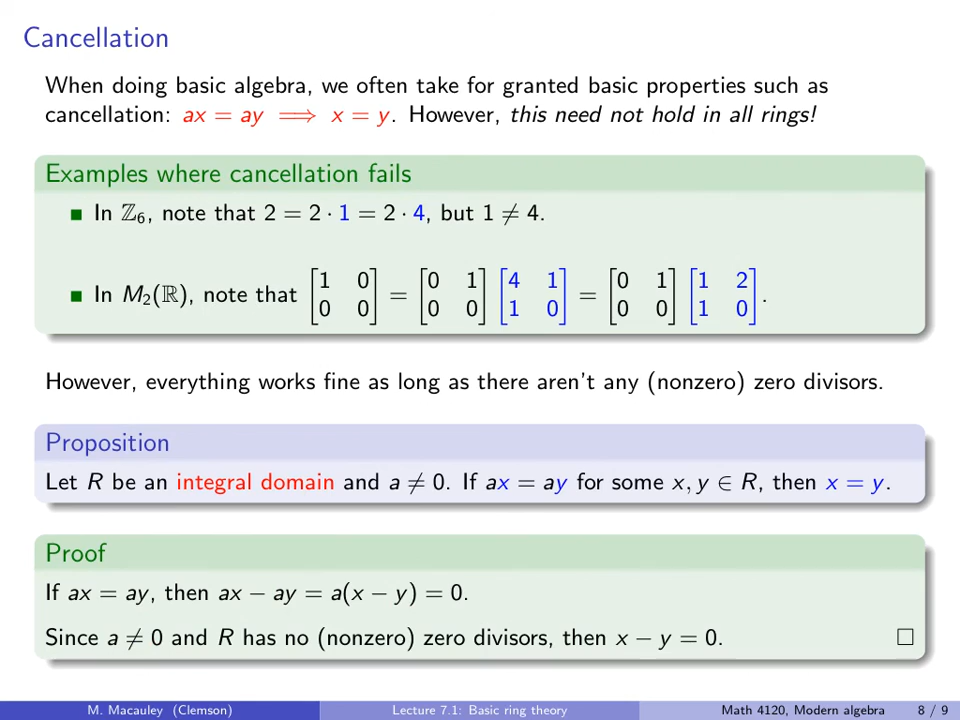 Cancellation
When doing basic algebra, we often take for granted basic properties such as
cancellation: ax = ay ⟹ x = y. However, this need not hold in all rings!
Examples where cancellation fails
■ In ℤ₆, note that 2 = 2 · 1 = 2 · 4, but 1 ≠ 4.
■ In M₂(ℝ), note that [1 0; 0 0] = [0 1; 0 0] [4 1; 1 0] = [0 1; 0 0] [1 2; 1 0].
However, everything works fine as long as there aren't any (nonzero) zero divisors.
Proposition
Let R be an integral domain and a ≠ 0. If ax = ay for some x, y ∈ R, then x = y.
Proof
If ax = ay, then ax − ay = a(x − y) = 0.
Since a ≠ 0 and R has no (nonzero) zero divisors, then x − y = 0. □
M. Macauley (Clemson) Lecture 7.1: Basic ring theory Math 4120, Modern algebra 8 / 9